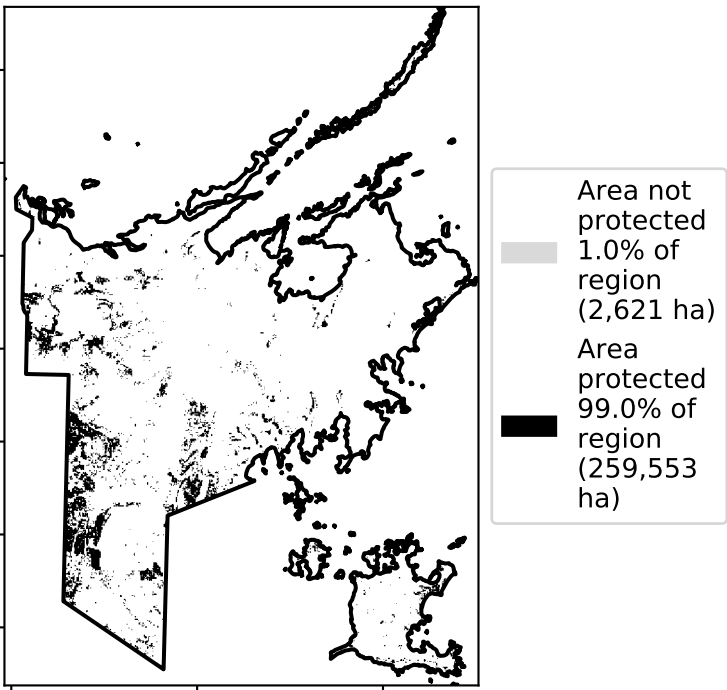 Area not
protected
1.0% of
region
(2,621 ha)
Area
protected
99.0% of
region
(259,553
ha)